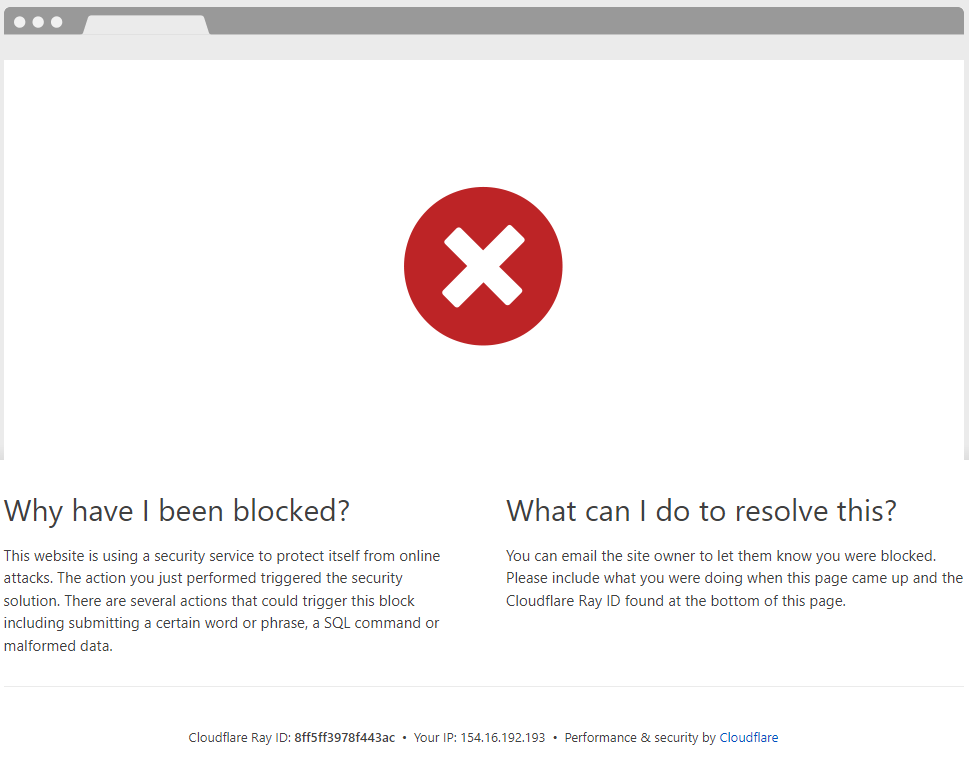 Why have I been blocked?
This website is using a security service to protect itself from online
attacks. The action you just performed triggered the security
solution. There are several actions that could trigger this block
including submitting a certain word or phrase, a SQL command or
malformed data.
What can I do to resolve this?
You can email the site owner to let them know you were blocked.
Please include what you were doing when this page came up and the
Cloudflare Ray ID found at the bottom of this page.
Cloudflare Ray ID: 8ff5ff3978f443ac • Your IP: 154.16.192.193 • Performance & security by Cloudflare